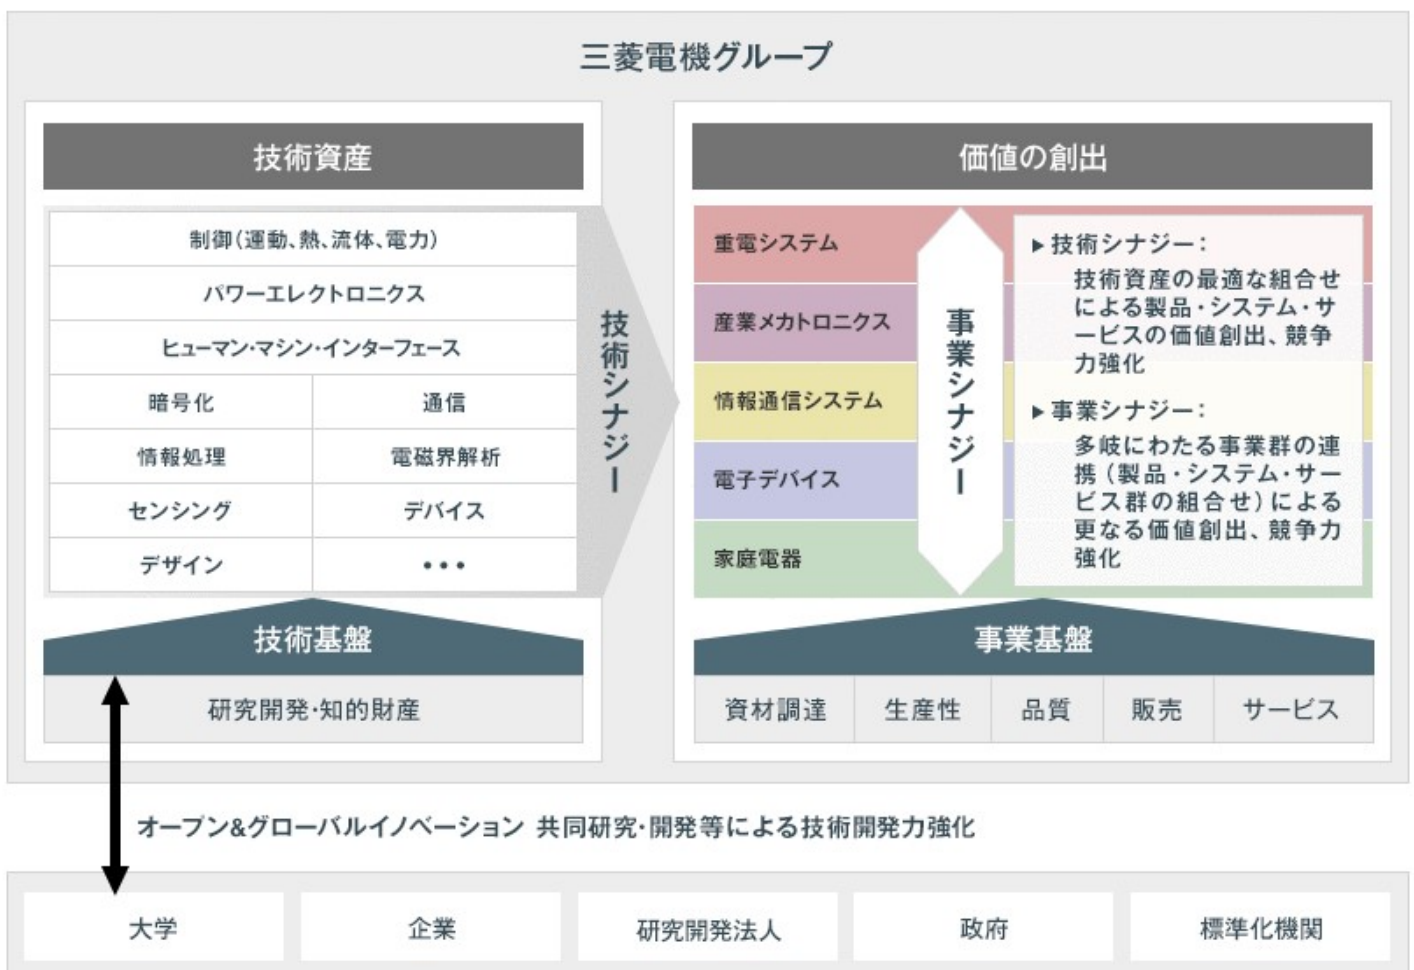 三菱電機グループ
技術資産
制御(運動、熱、流体、電力)
パワーエレクトロニクス
ヒューマン・マシン・インターフェース
暗号化
通信
情報処理
電磁界解析
センシング
デバイス
デザイン
•••
技術シナジー
技術基盤
研究開発・知的財産
価値の創出
重電システム
産業メカトロニクス
情報通信システム
電子デバイス
家庭電器
事業シナジー
▶技術シナジー:
技術資産の最適な組合せ
による製品・システム・サ
ービスの価値創出、競争
力強化
▶事業シナジー:
多岐にわたる事業群の連
携(製品・システム・サー
ビス群の組合せ)による
更なる価値創出、競争力
強化
事業基盤
資材調達
生産性
品質
販売
サービス
オープン&グローバルイノベーション 共同研究・開発等による技術開発力強化
大学
企業
研究開発法人
政府
標準化機関